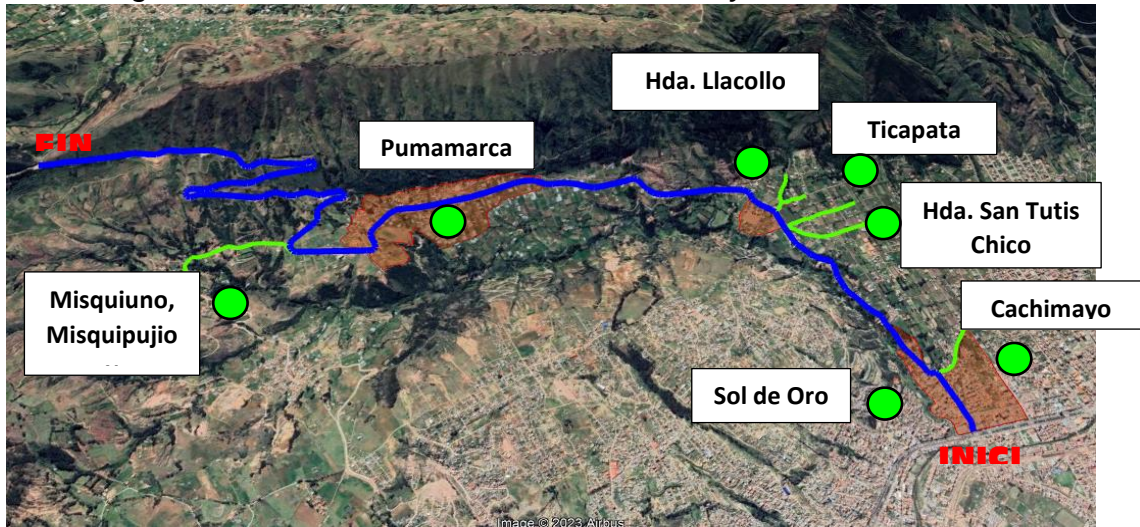 Hda. Llacollo
Ticapata
Pumamarca
FIN
Hda. San Tutis
Chico
Misquiuno,
Misquipujio
Cachimayo
Sol de Oro
INICI
Image © 2023 Airbus